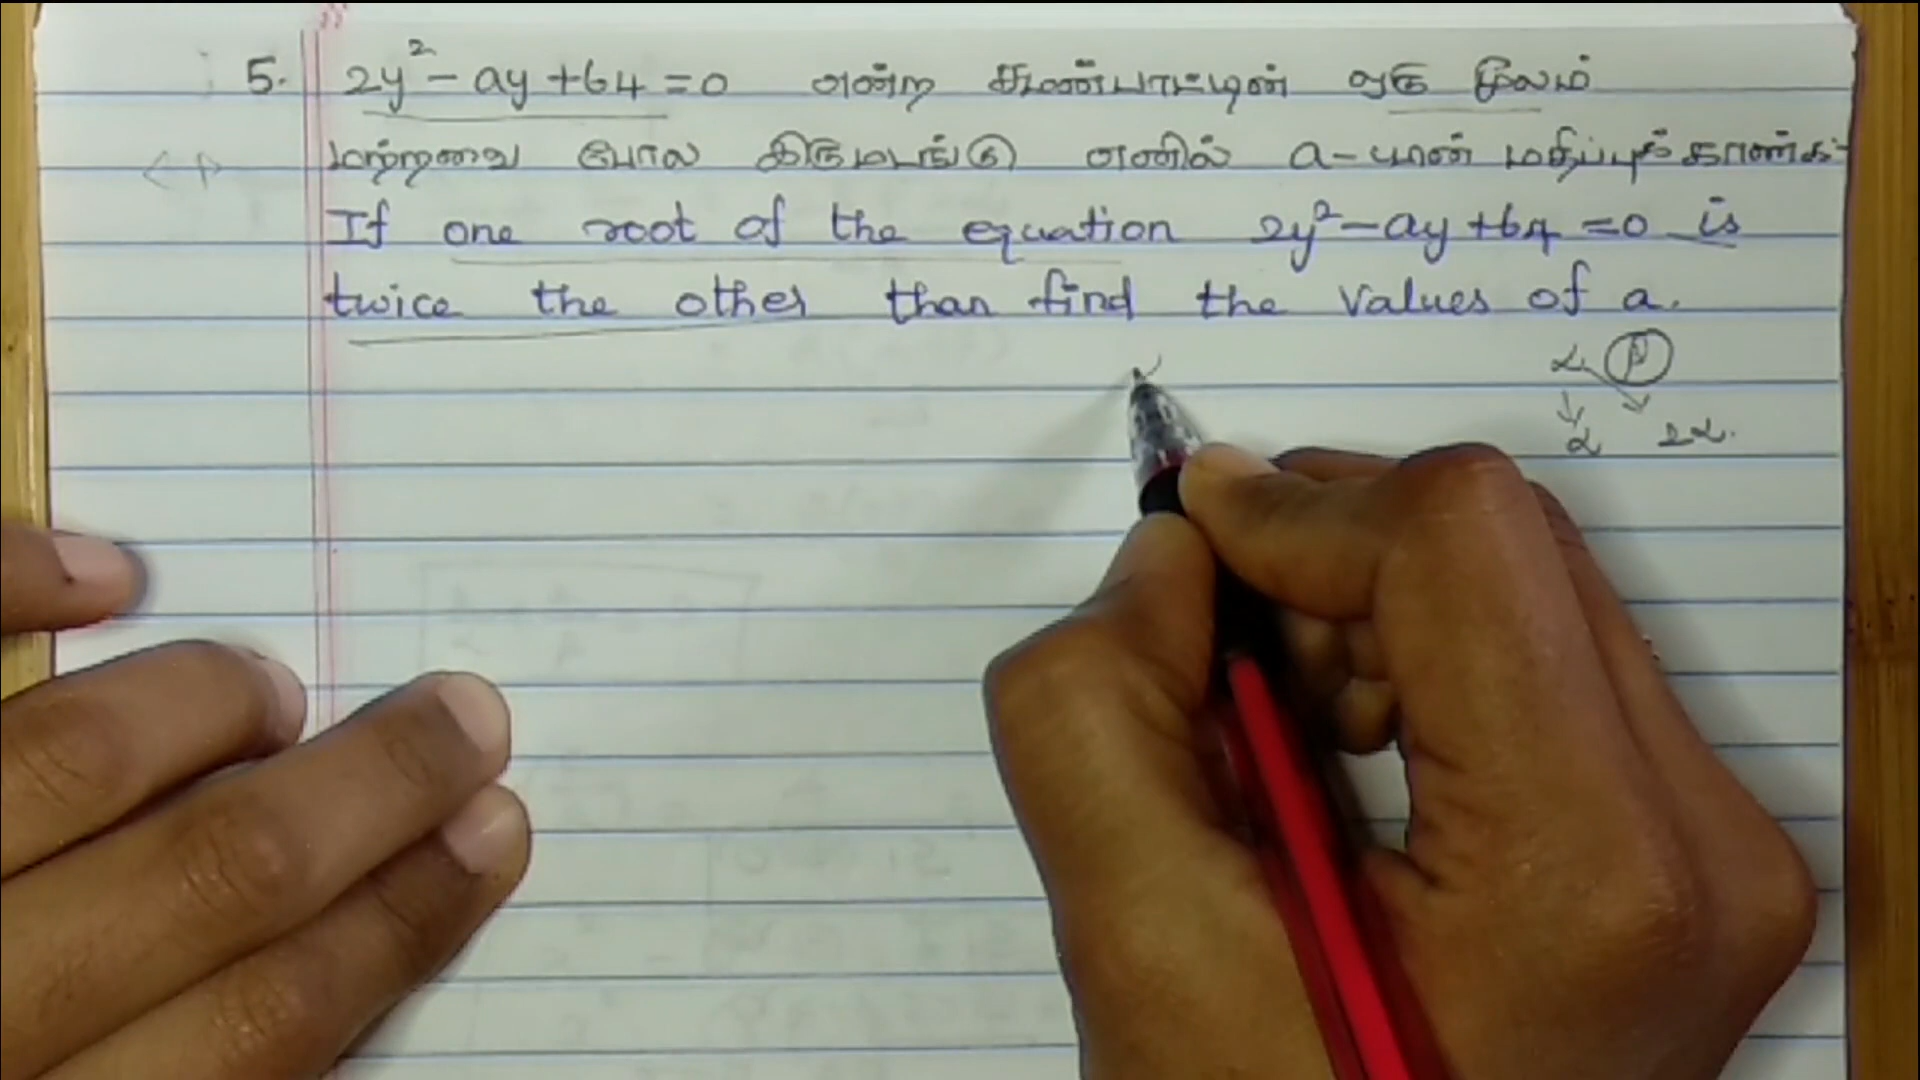 5. 2y² - ay + 64 = 0 என்ற சமன்பாட்டின் ஒரு மூலம்
மற்றதை போல இருமடங்கு எனில் a-யின் மதிப்புக் காண்க.
If one root of the equation 2y² - ay + 64 = 0 is
twice the other than find the values of a.
α β
α 2α.